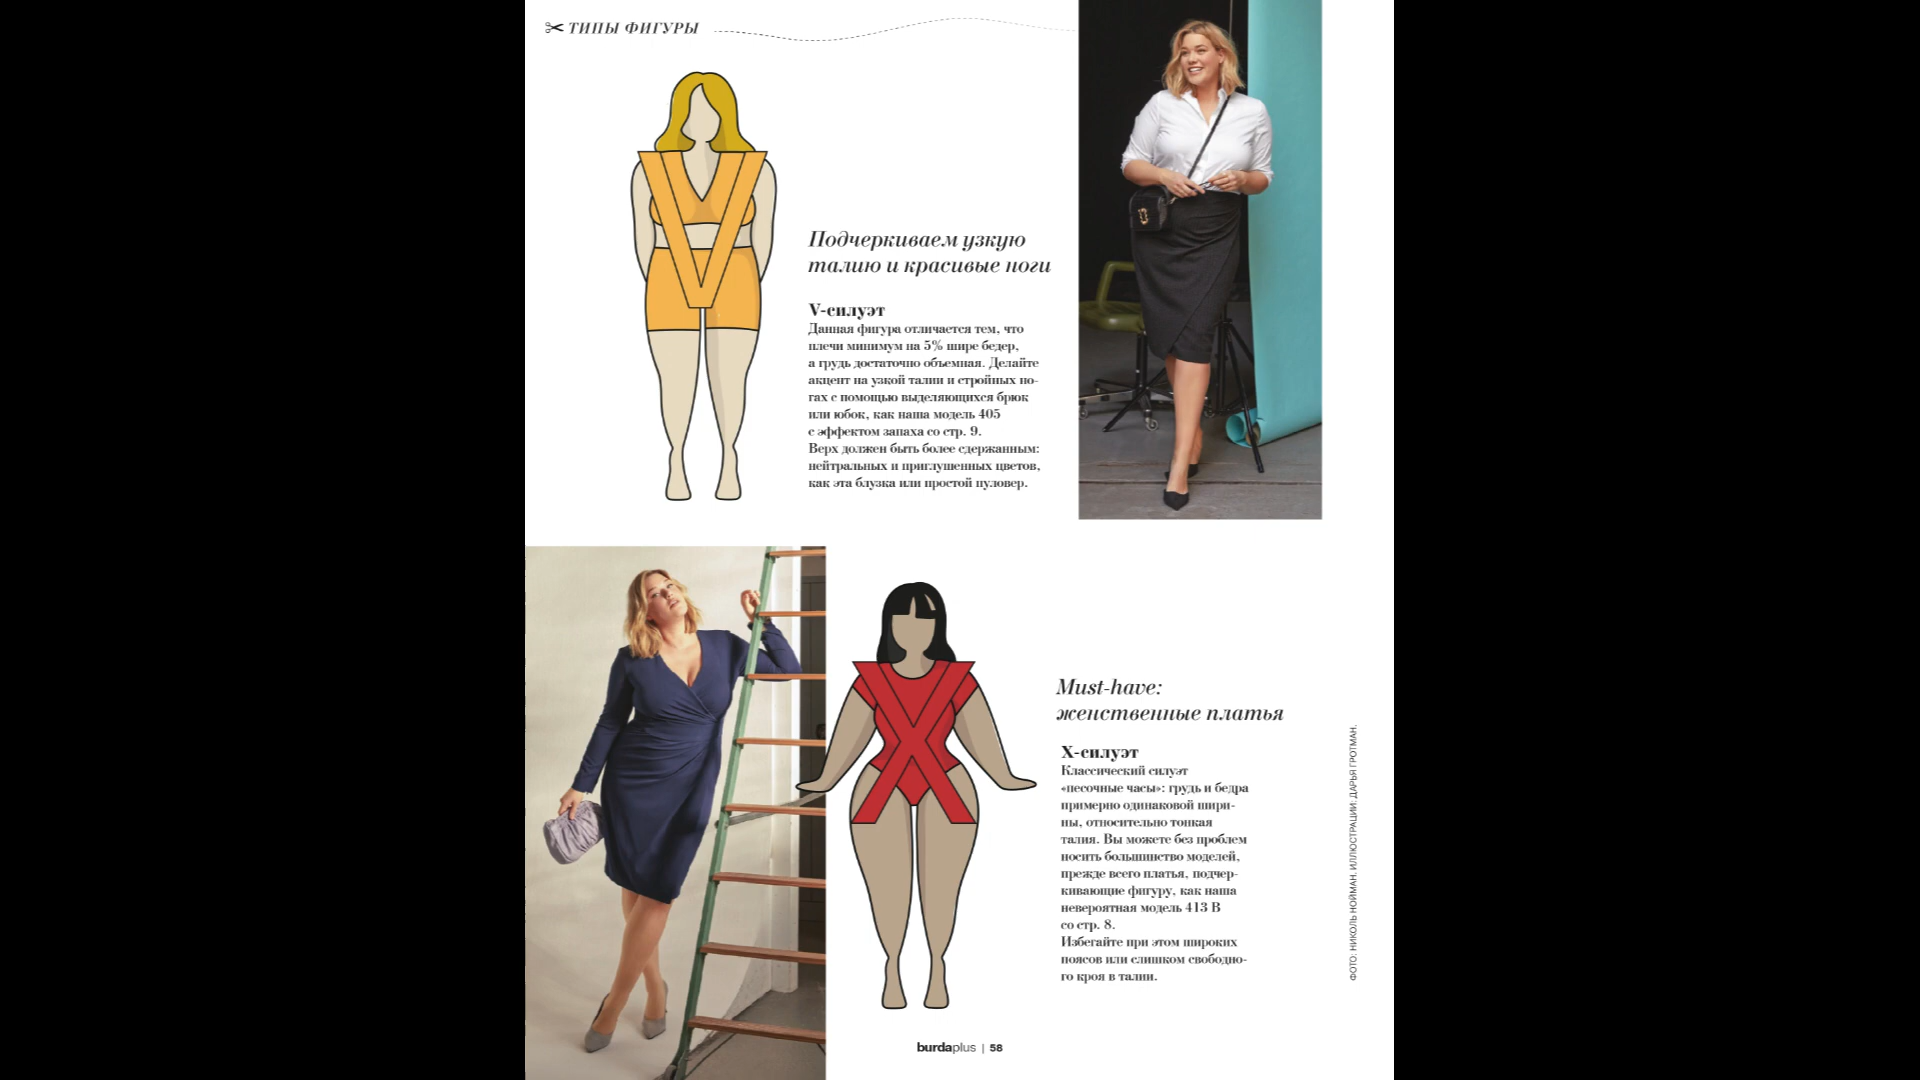 ТИПЫ ФИГУРЫ
Подчеркиваем узкую
талию и красивые ноги
V-силуэт
Данная фигура отличается тем, что
плечи минимум на 5% шире бедер,
а грудь достаточно объемная. Делайте
акцент на узкой талии и стройных но-
гах с помощью выделяющихся брюк
или юбок, как наша модель 405
с эффектом запаха со стр. 9.
Верх должен быть более сдержанным:
нейтральных и приглушенных цветов,
как эта блузка или простой пуловер.
Must-have:
женственные платья
X-силуэт
Классический силуэт
«песочные часы»: грудь и бедра
примерно одинаковой шири-
ны, относительно тонкая
талия. Вы можете без проблем
носить большинство моделей,
прежде всего платья, подчер-
кивающие фигуру, как наша
невероятная модель 413 B
со стр. 8.
Избегайте при этом широких
поясов или слишком свободно-
го кроя в талии.
ФОТО: НИКОЛЬ НОЙМАН. ИЛЛЮСТРАЦИИ: ДАРЬЯ ГРОТМАН.
burdaplus | 58